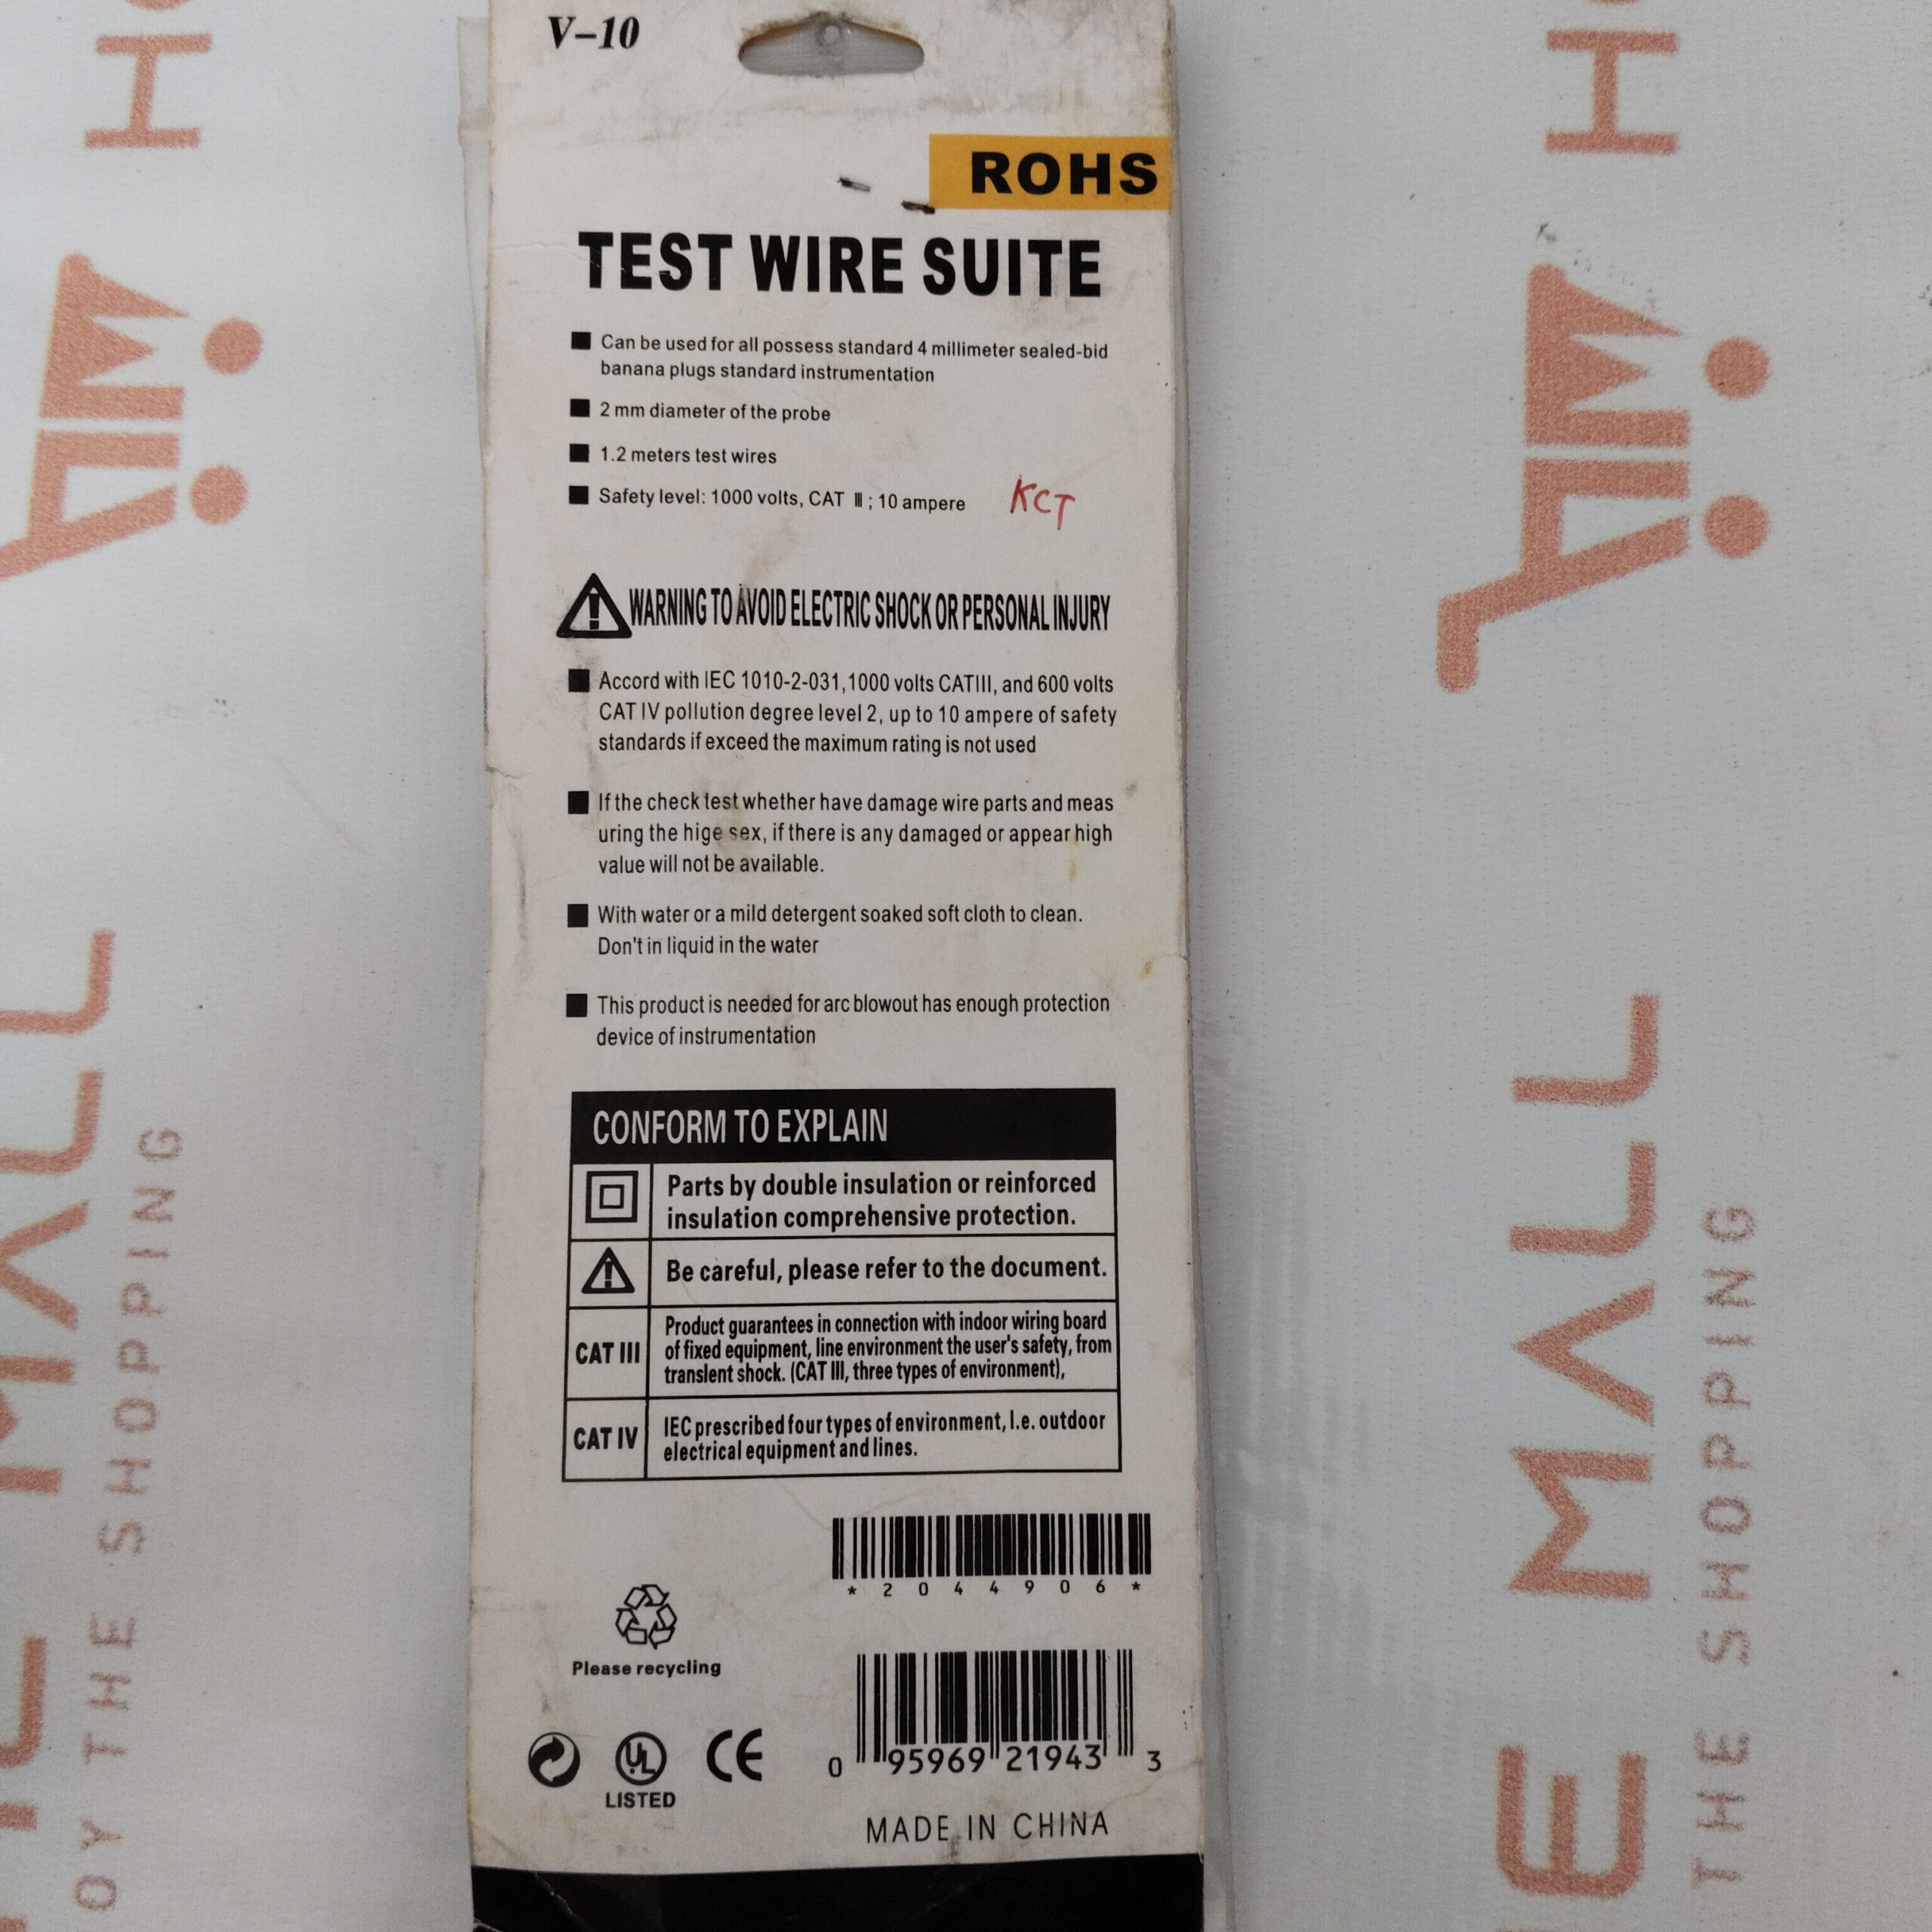 V-10
ROHS
TEST WIRE SUITE
Can be used for all possess standard 4 millimeter sealed-bid
banana plugs standard instrumentation
2 mm diameter of the probe
1.2 meters test wires
Safety level: 1000 volts, CAT Ⅲ; 10 ampere
KCT
WARNING TO AVOID ELECTRIC SHOCK OR PERSONAL INJURY
Accord with IEC 1010-2-031,1000 volts CATIII, and 600 volts
CAT IV pollution degree level 2, up to 10 ampere of safety
standards if exceed the maximum rating is not used
If the check test whether have damage wire parts and meas
uring the hige sex, if there is any damaged or appear high
value will not be available.
With water or a mild detergent soaked soft cloth to clean.
Don't in liquid in the water
This product is needed for arc blowout has enough protection
device of instrumentation
CONFORM TO EXPLAIN
Parts by double insulation or reinforced
insulation comprehensive protection.
Be careful, please refer to the document.
CAT III
Product guarantees in connection with indoor wiring board
of fixed equipment, line environment the user's safety, from
translent shock. (CAT III, three types of environment),
CAT IV
IEC prescribed four types of environment, I.e. outdoor
electrical equipment and lines.
*2044906*
Please recycling
UL
LISTED
CE
0 95969 21943 3
MADE IN CHINA
MALL
OY THE SHOPPING
E MALL
THE SHOPPING